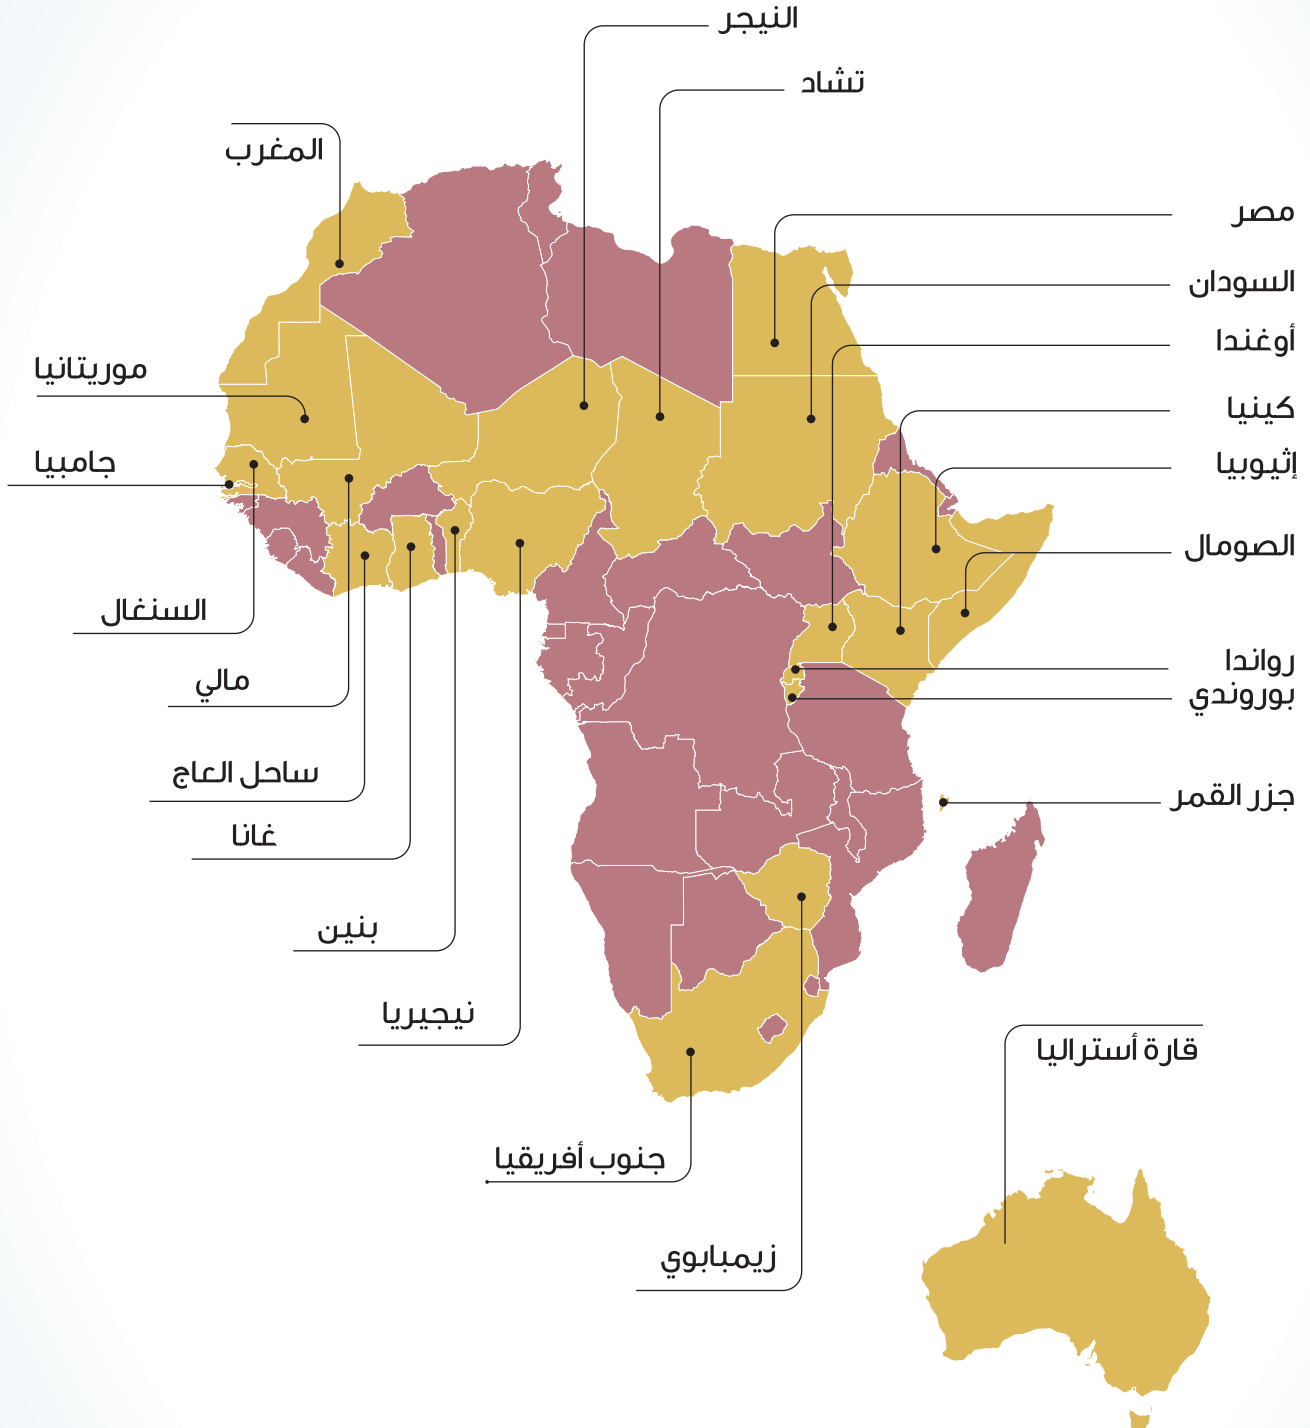 النيجر
تشاد
المغرب
مصر
السودان
أوغندا
موريتانيا
كينيا
جامبيا
إثيوبيا
الصومال
السنغال
رواندا
مالي
بوروندي
ساحل العاج
جزر القمر
غانا
بنين
نيجيريا
قارة أستراليا
جنوب أفريقيا
زيمبابوي